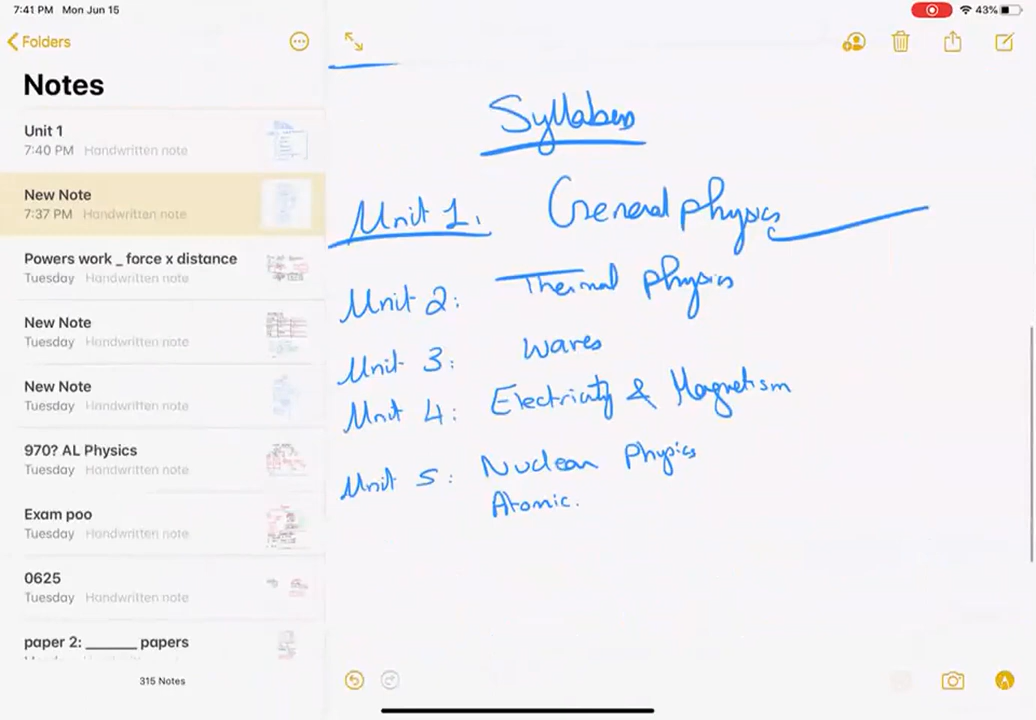 7:41 PM Mon Jun 15
43%
Folders
Notes
Unit 1
7:40 PM Handwritten note
New Note
7:37 PM Handwritten note
Powers work _ force x distance
Tuesday Handwritten note
New Note
Tuesday Handwritten note
New Note
Tuesday Handwritten note
970? AL Physics
Tuesday Handwritten note
Exam poo
Tuesday Handwritten note
0625
Tuesday Handwritten note
paper 2: ______ papers
315 Notes
Syllabus
Unit 1. General physics
Unit 2: Thermal physics
Unit 3: Waves
Unit 4: Electricity & Magnetism
Unit 5: Nuclear Physics
Atomic.